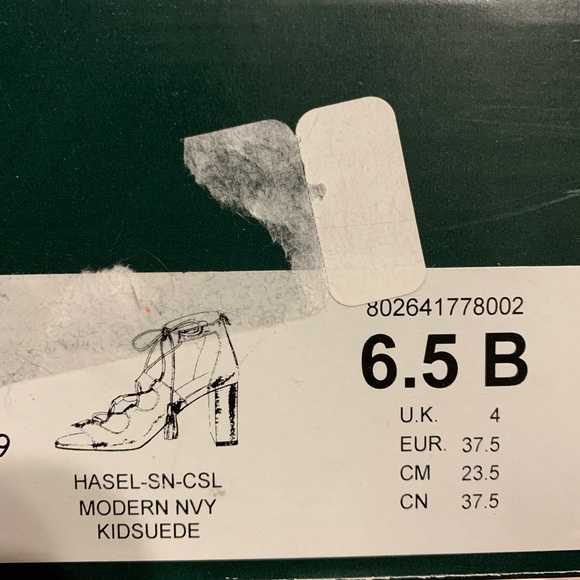 802641778002
6.5 B
U.K. 4
EUR. 37.5
CM 23.5
CN 37.5
9
HASEL-SN-CSL
MODERN NVY
KIDSUEDE